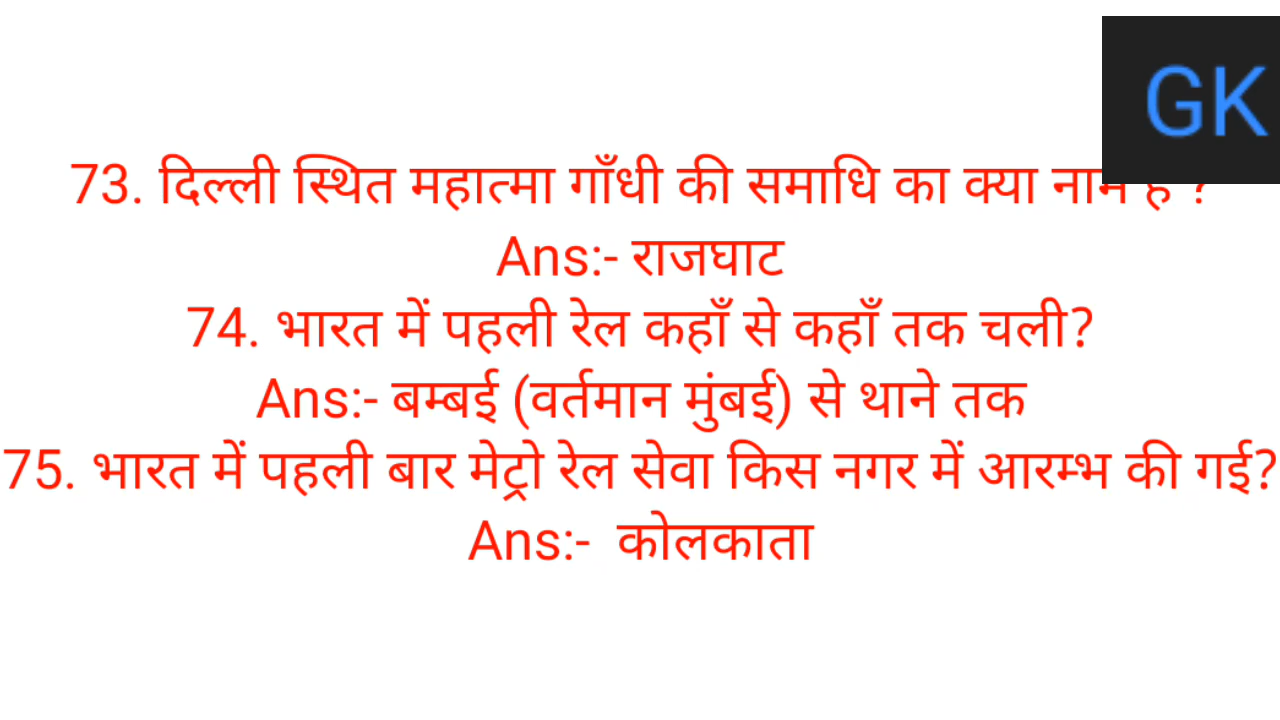 GK
73. दिल्ली स्थित महात्मा गाँधी की समाधि का क्या नाम है ?
Ans:- राजघाट
74. भारत में पहली रेल कहाँ से कहाँ तक चली?
Ans:- बम्बई (वर्तमान मुंबई) से थाने तक
75. भारत में पहली बार मेट्रो रेल सेवा किस नगर में आरम्भ की गई?
Ans:- कोलकाता